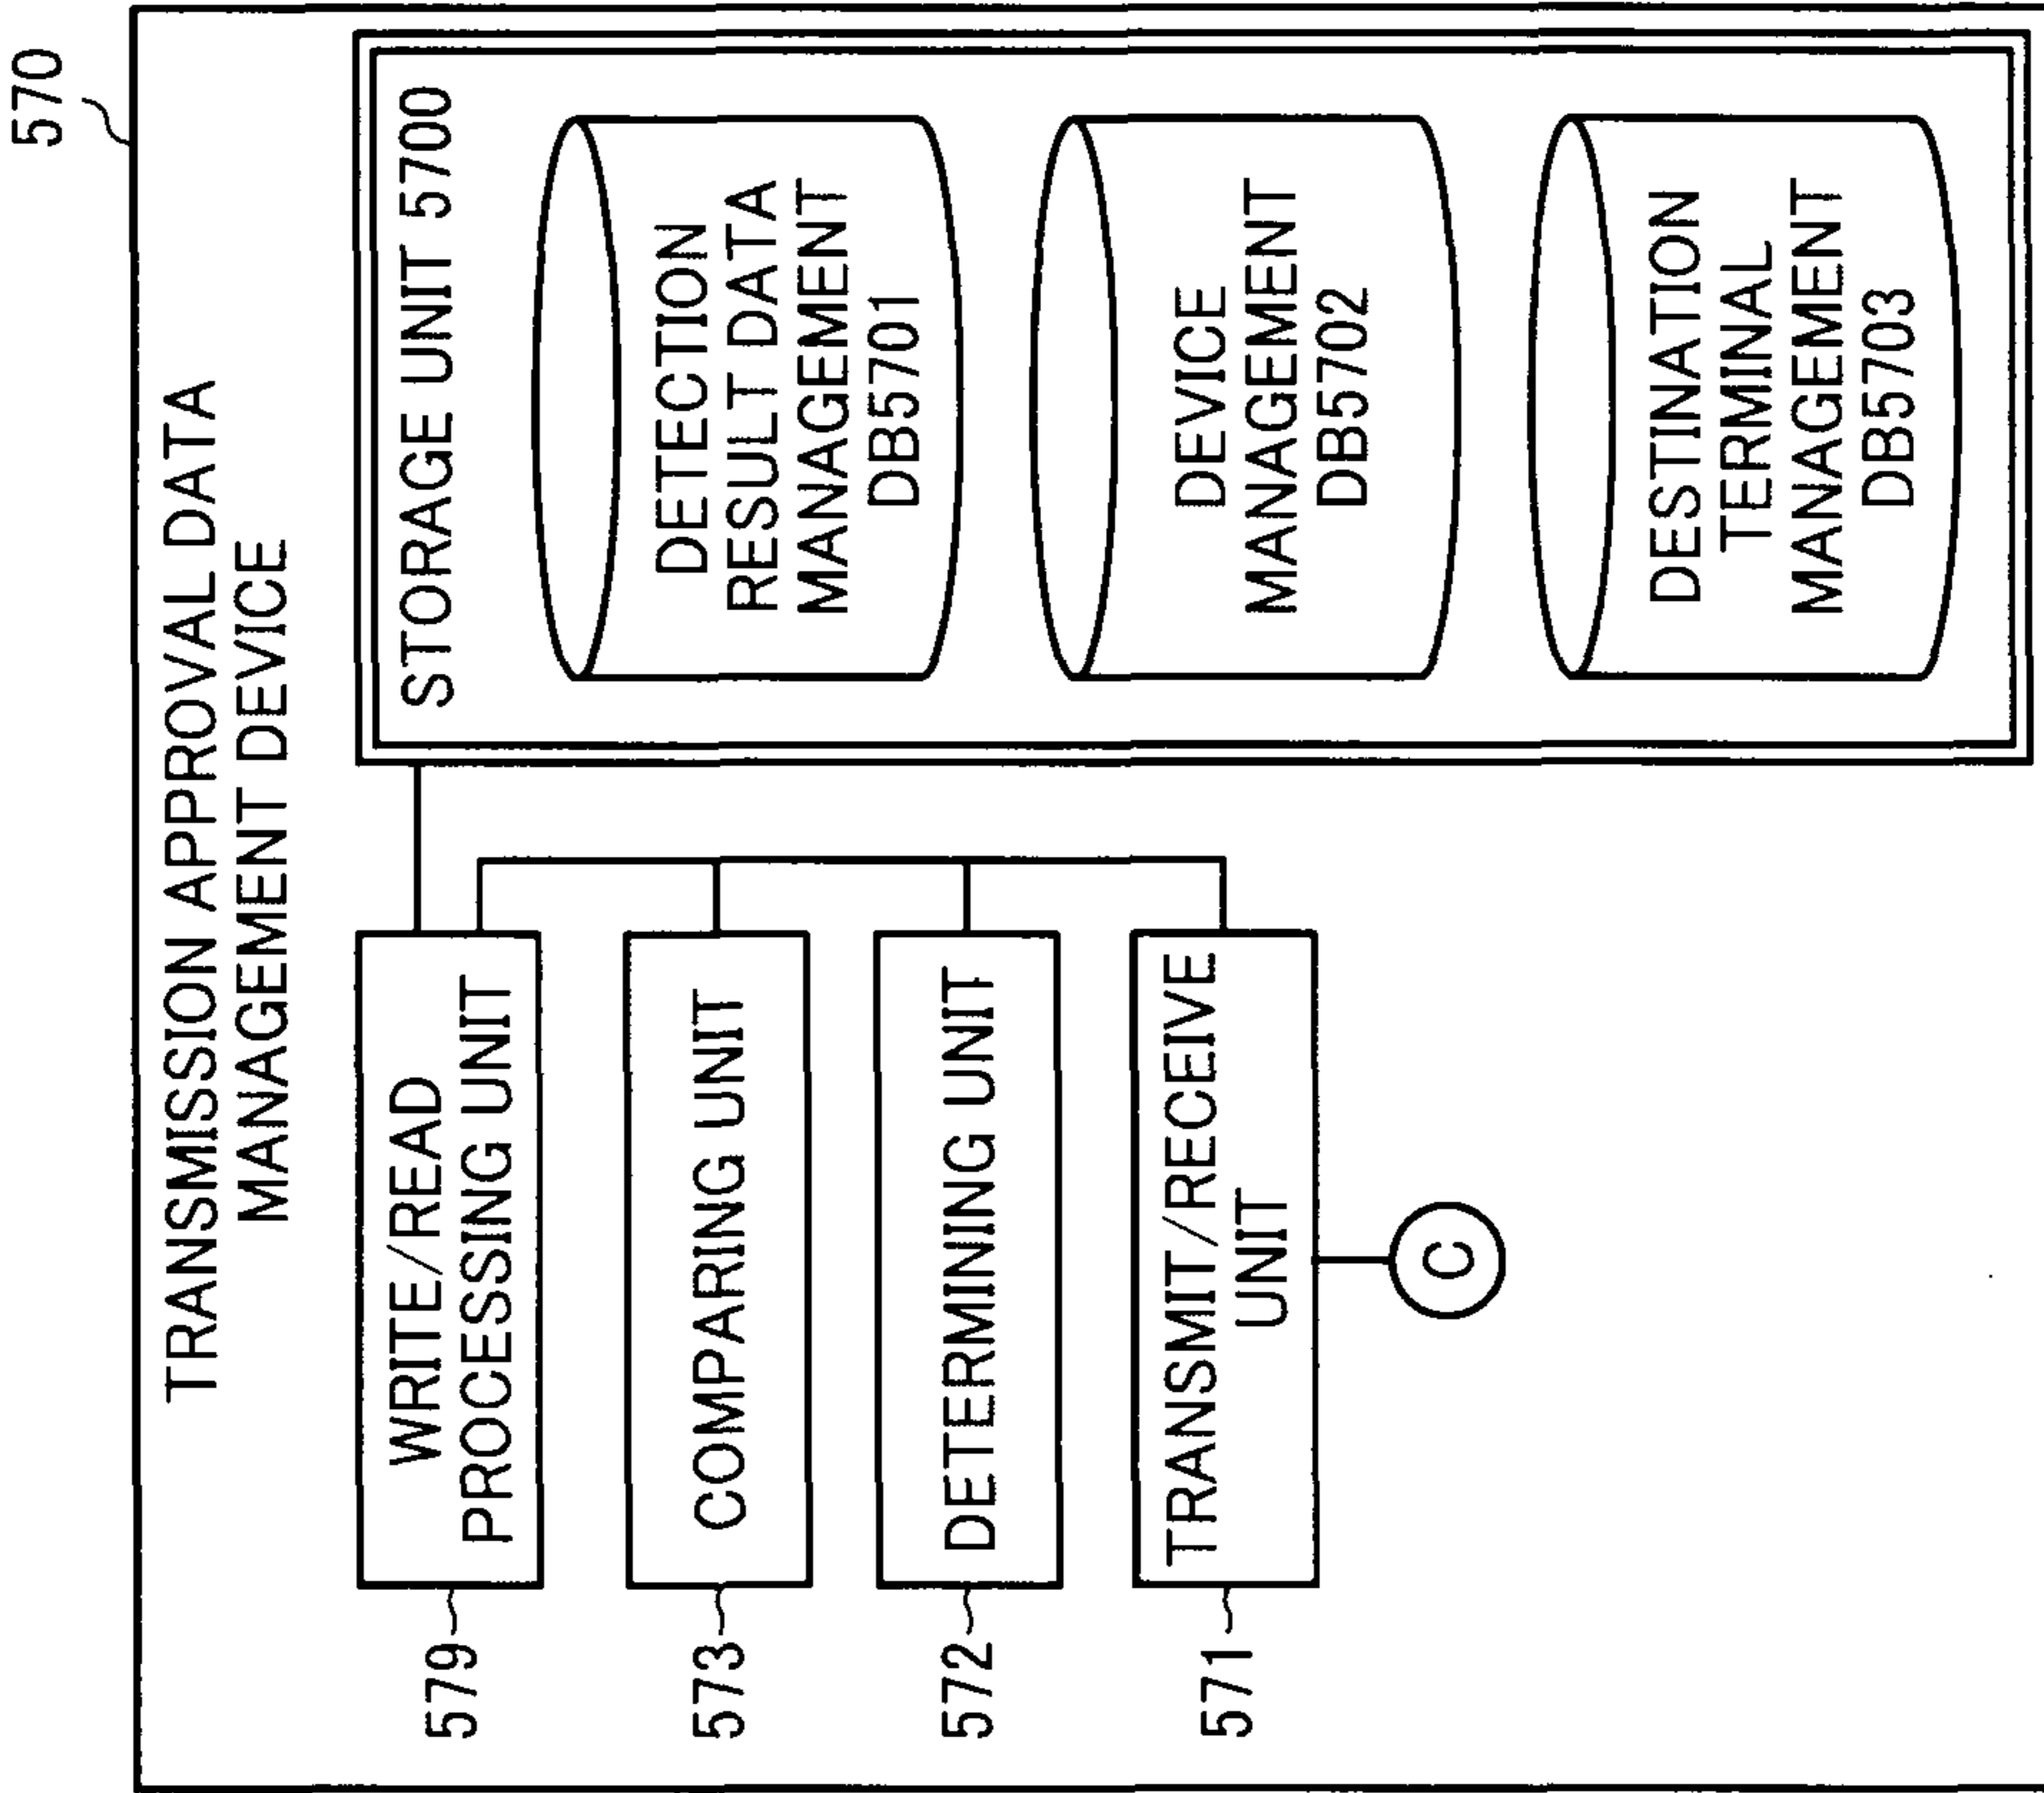 570
TRANSMISSION APPROVAL DATA
MANAGEMENT DEVICE
579
WRITE/READ
PROCESSING UNIT
573
COMPARING UNIT
572
DETERMINING UNIT
571
TRANSMIT/RECEIVE
UNIT
C
STORAGE UNIT 5700
DETECTION
RESULT DATA
MANAGEMENT
DB5701
DEVICE
MANAGEMENT
DB5702
DESTINATION
TERMINAL
MANAGEMENT
DB5703